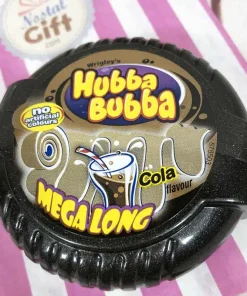 Nostal
Gift
Wrigley's
Hubba
Bubba
no
artificial
colours
Cola
flavour
MEGA LONG